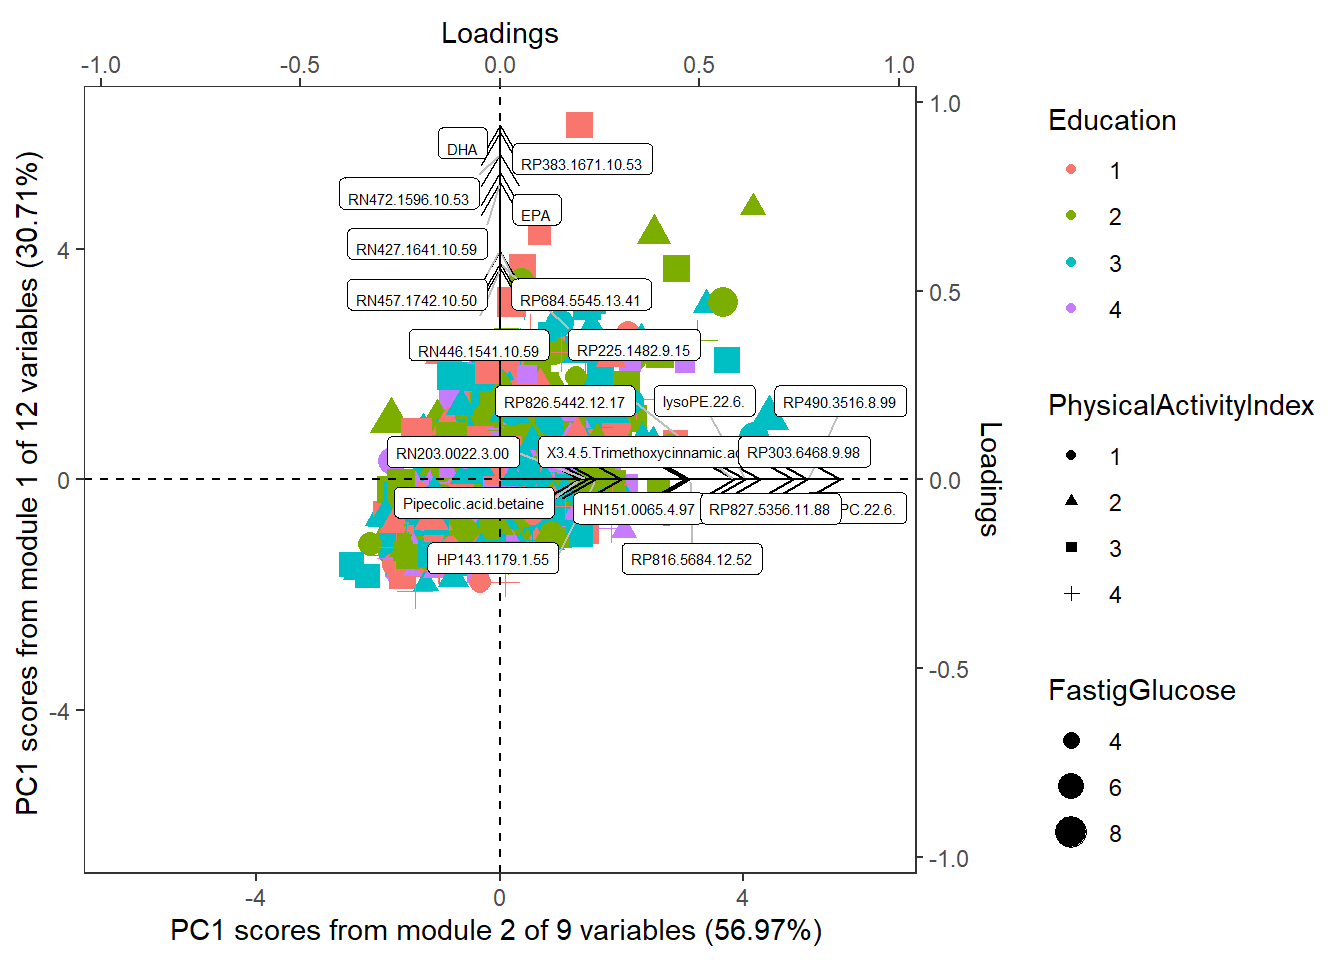 Loadings
-1.0 -0.5 0.0 0.5 1.0
PC1 scores from module 1 of 12 variables (30.71%)
4
0
-4
DHA
RP383.1671.10.53
RN472.1596.10.53
EPA
RN427.1641.10.59
RN457.1742.10.50
RP684.5545.13.41
RN446.1541.10.59
RP225.1482.9.15
RP826.5442.12.17
lysoPE.22.6.
RP490.3516.8.99
RN203.0022.3.00
X3.4.5.Trimethoxycinnamic.ac
RP303.6468.9.98
Pipecolic.acid.betaine
HN151.0065.4.97
RP827.5356.11.88
PC.22.6.
HP143.1179.1.55
RP816.5684.12.52
1.0
0.5
0.0
-0.5
-1.0
Loadings
-4 0 4
PC1 scores from module 2 of 9 variables (56.97%)
Education
1
2
3
4
PhysicalActivityIndex
1
2
3
4
FastigGlucose
4
6
8